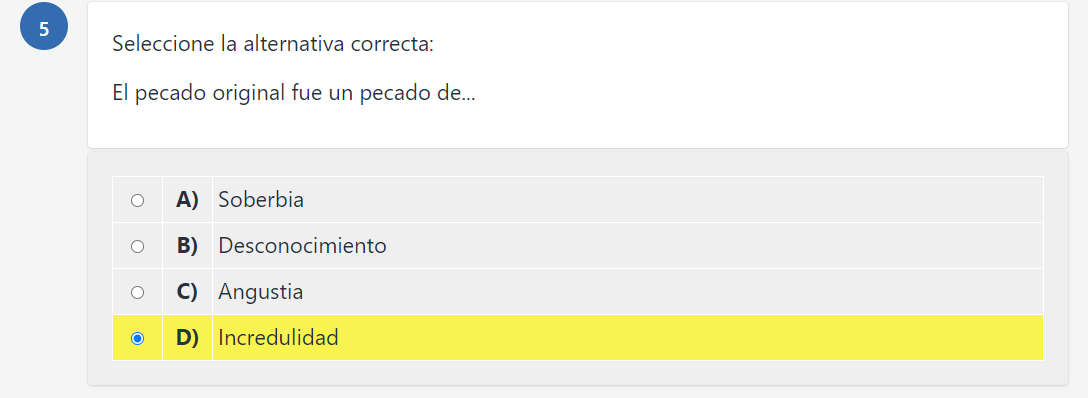 5
Seleccione la alternativa correcta:
El pecado original fue un pecado de...
A) Soberbia
B) Desconocimiento
C) Angustia
D) Incredulidad